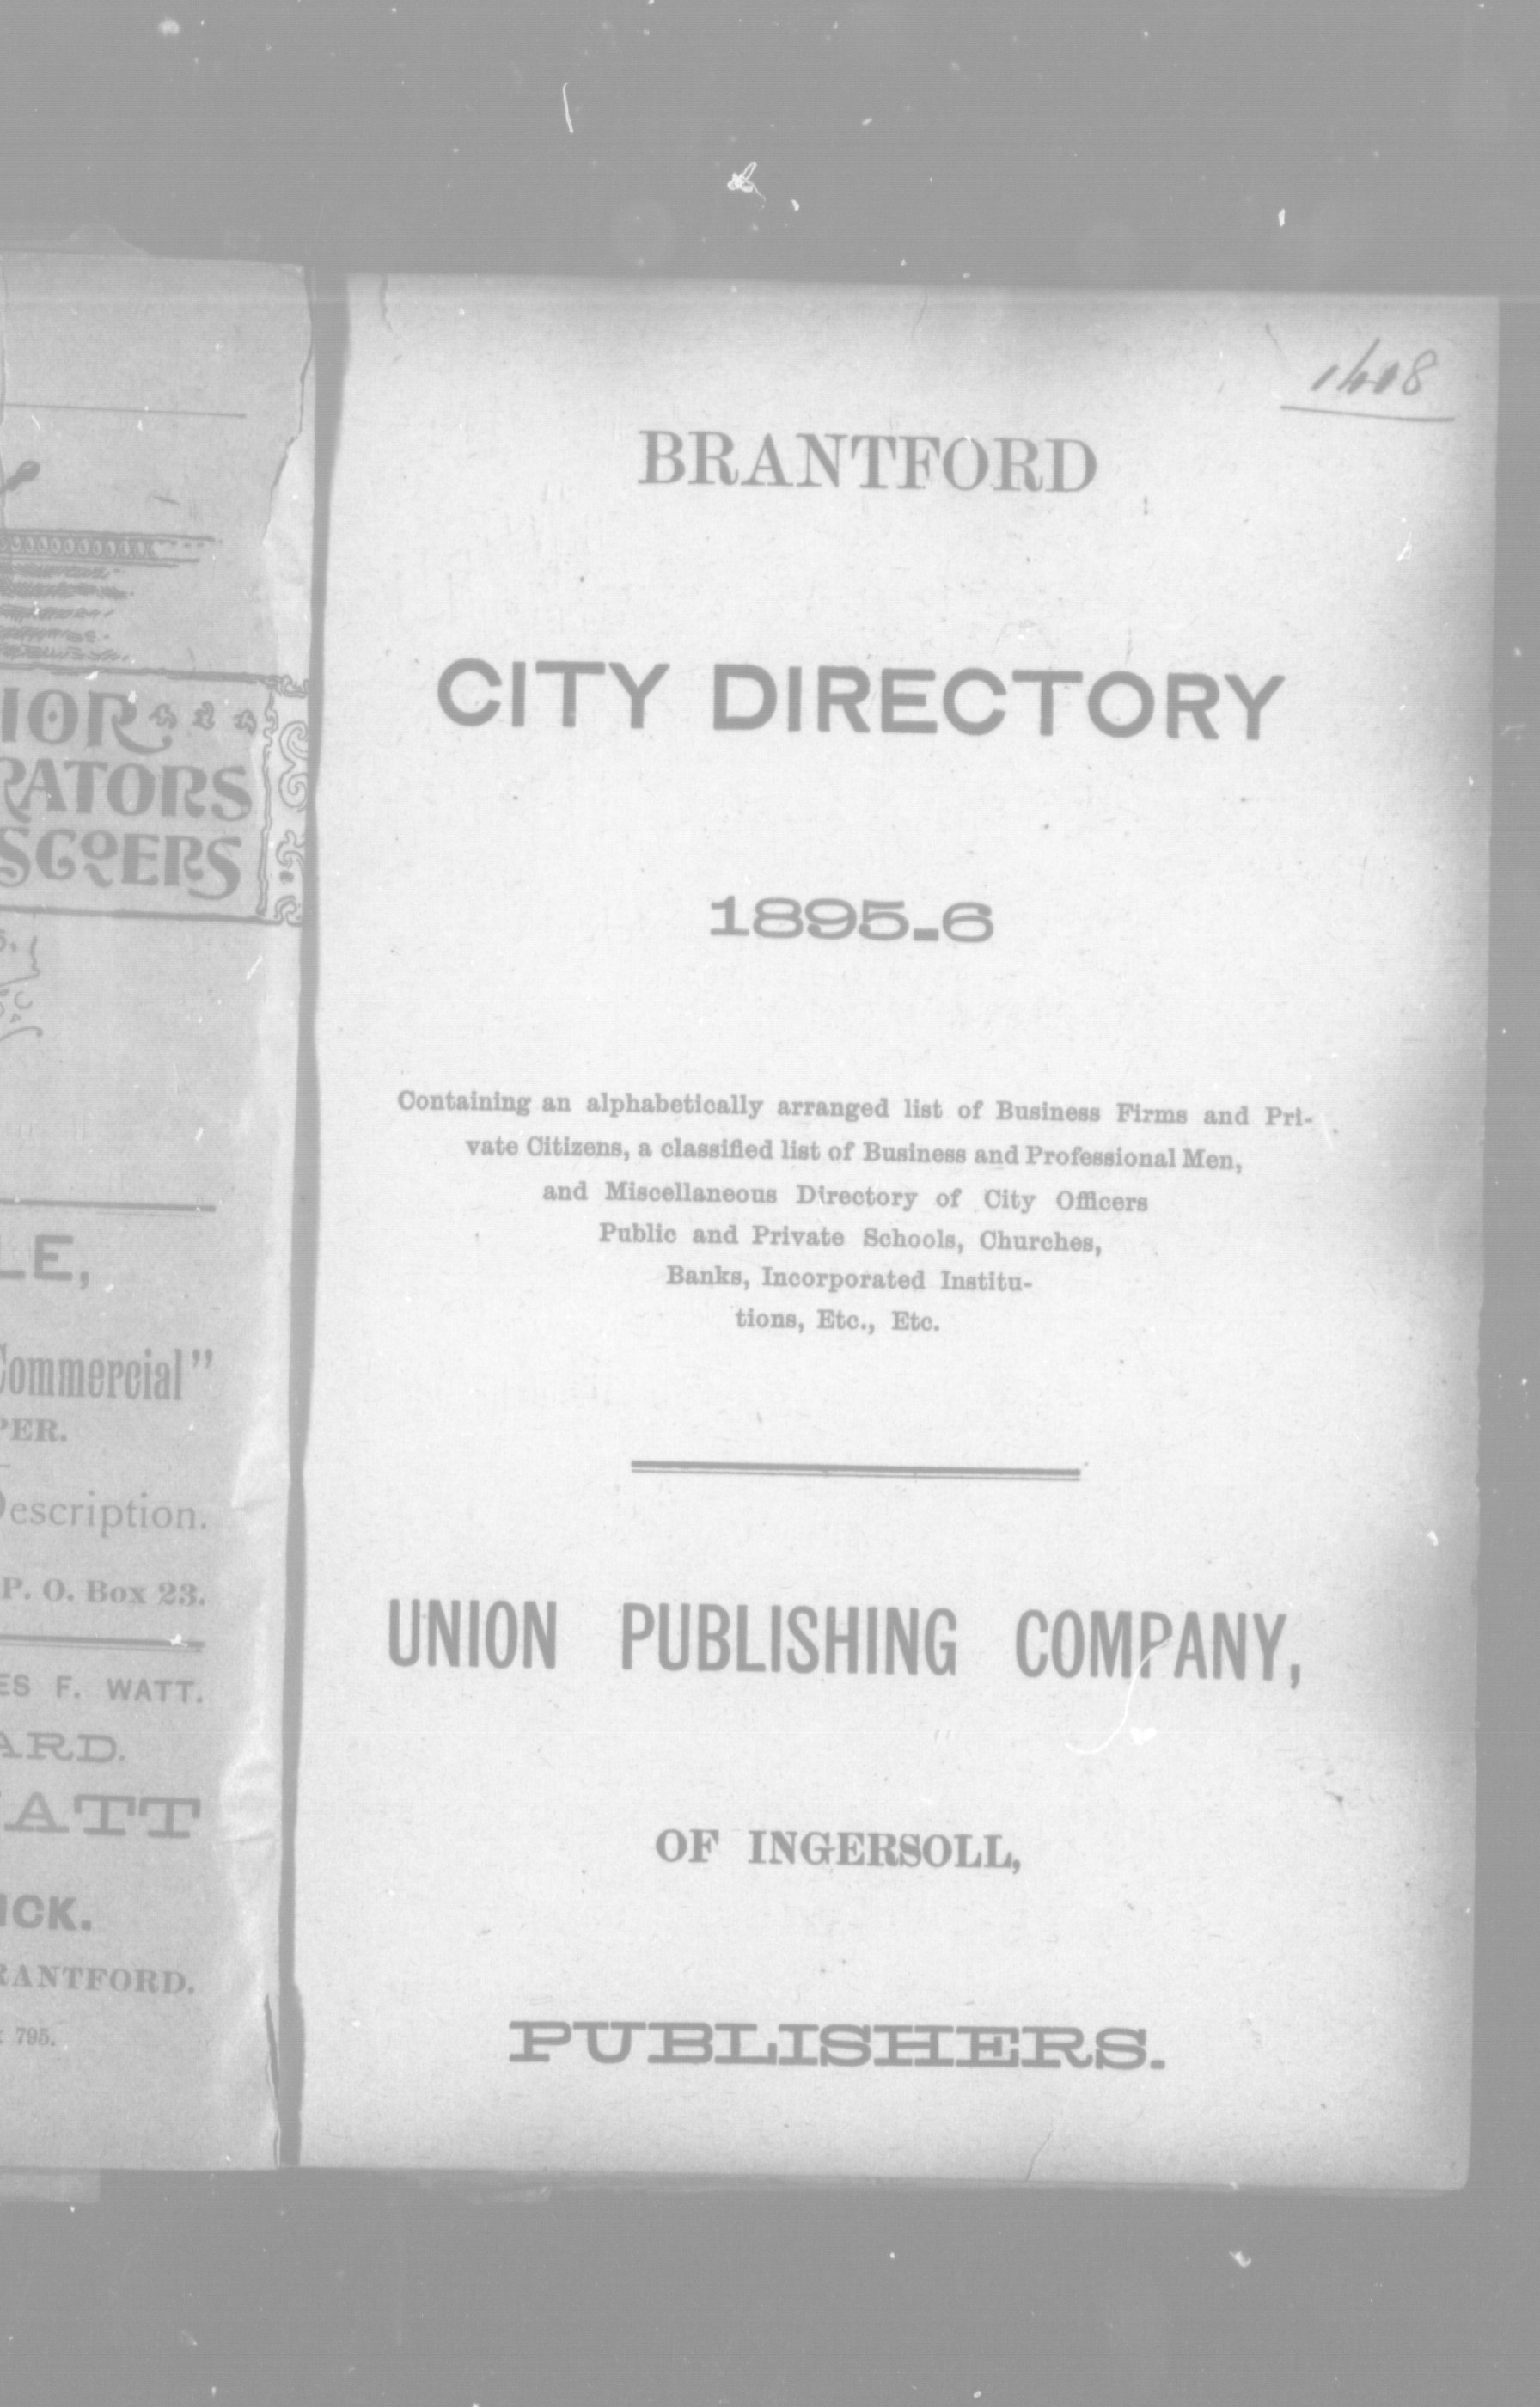 IOR
RATORS
LE,
Commercial"
PER.
Description.
P. O. Box 23.
ES F. WATT.
ARD.
ATT
ICK.
RANTFORD.
795.
1408
BRANTFORD
CITY DIRECTORY
1895-6
Containing an alphabetically arranged list of Business Firms and Pri-
vate Citizens, a classified list of Business and Professional Men,
and Miscellaneous Directory of City Officers
Public and Private Schools, Churches,
Banks, Incorporated Institu-
tions, Etc., Etc.
UNION PUBLISHING COMPANY,
OF INGERSOLL,
PUBLISHERS.